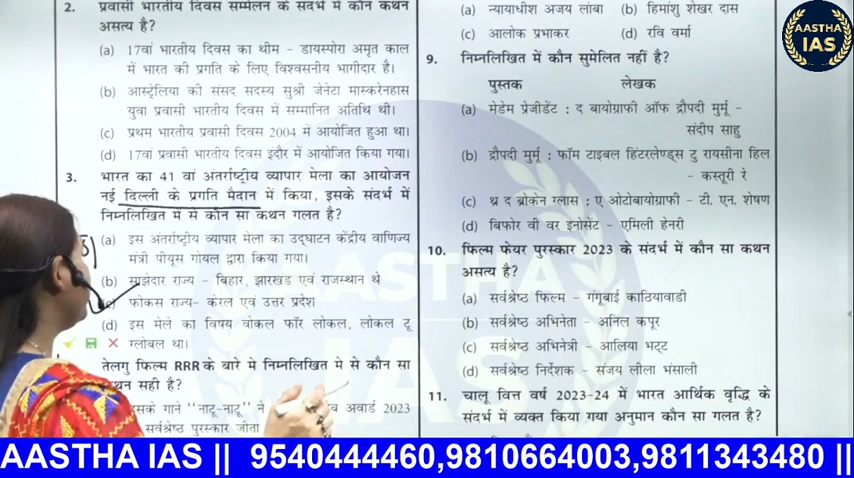 2. प्रवासी भारतीय दिवस सम्मेलन के संदर्भ में कौन कथन
असत्य है?
(a) 17वां भारतीय दिवस का थीम – डायस्पोरा अमृत काल
में भारत की प्रगति के लिए विश्वसनीय भागीदार है।
(b) आस्ट्रेलिया की संसद सदस्य सुश्री जेनेटा मास्करेनहास
युवा प्रवासी भारतीय दिवस में सम्मानित अतिथि थी।
(c) प्रथम भारतीय प्रवासी दिवस 2004 में आयोजित हुआ था।
(d) 17वां प्रवासी भारतीय दिवस इंदौर में आयोजित किया गया।
3. भारत का 41 वां अंतर्राष्ट्रीय व्यापार मेला का आयोजन
नई दिल्ली के प्रगति मैदान में किया, इसके संदर्भ में
निम्नलिखित में से कौन सा कथन गलत है?
(a) इस अंतर्राष्ट्रीय व्यापार मेला का उद्घाटन केंद्रीय वाणिज्य
मंत्री पीयूस गोयल द्वारा किया गया।
(b) साझेदार राज्य – बिहार, झारखंड एवं राजस्थान थे
फोकस राज्य– केरल एवं उत्तर प्रदेश
(d) इस मेले का विषय वोकल फॉर लोकल, लोकल टू
ग्लोबल था।
तेलगु फिल्म RRR के बारे मे निम्नलिखित मे से कौन सा
कथन सही है?
इसके गाने "नाटू-नाटू" ने अवार्ड 2023
सर्वश्रेष्ठ पुरस्कार जीता
(a) न्यायाधीश अजय लांबा (b) हिमांशु शेखर दास
(c) आलोक प्रभाकर (d) रवि वर्मा
9. निम्नलिखित में कौन सुमेलित नहीं है?
पुस्तक लेखक
(a) मेडेम प्रेजीडेंट : द बायोग्राफी ऑफ द्रौपदी मुर्मू –
संदीप साहु
(b) द्रौपदी मुर्मू : फॉम टाइबल हिंटरलेण्ड्स टु रायसीना हिल
- कस्तूरी रे
(c) थ्र द ब्रोकेन ग्लास : ए ओटोबायोग्राफी - टी. एन. शेषण
(d) बिफोर वी वर इनोसेंट – एमिली हेनरी
10. फिल्म फेयर पुरस्कार 2023 के संदर्भ में कौन सा कथन
असत्य है?
(a) सर्वश्रेष्ठ फिल्म – गंगूबाई काठियावाडी
(b) सर्वश्रेष्ठ अभिनेता – अनिल कपूर
(c) सर्वश्रेष्ठ अभिनेत्री – आलिया भट्ट
(d) सर्वश्रेष्ठ निर्देशक – संजय लीला भंसाली
11. चालू वित्त वर्ष 2023-24 में भारत आर्थिक वृद्धि के
संदर्भ में व्यक्त किया गया अनुमान कौन सा गलत है?
AASTHA
IAS
AASTHA
IAS
AASTHA IAS || 9540444460,9810664003,9811343480 ||